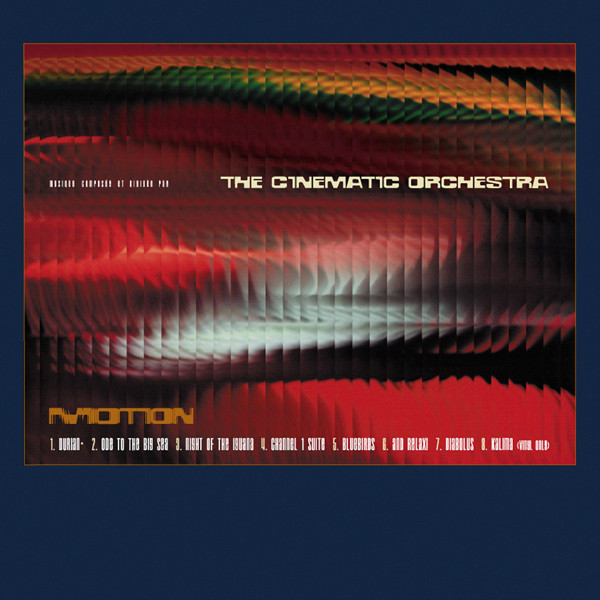 musique composée et dirigée par THE CINEMATIC ORCHESTRA
MOTION
1. DURIAN 2. ODE TO THE BIG SEA 3. NIGHT OF THE IGUANA 4. CHANNEL 1 SUITE 5. BLUEBIRDS 6. AND RELAX! 7. DIABOLUS 8. KALIMA (VINYL ONLY)